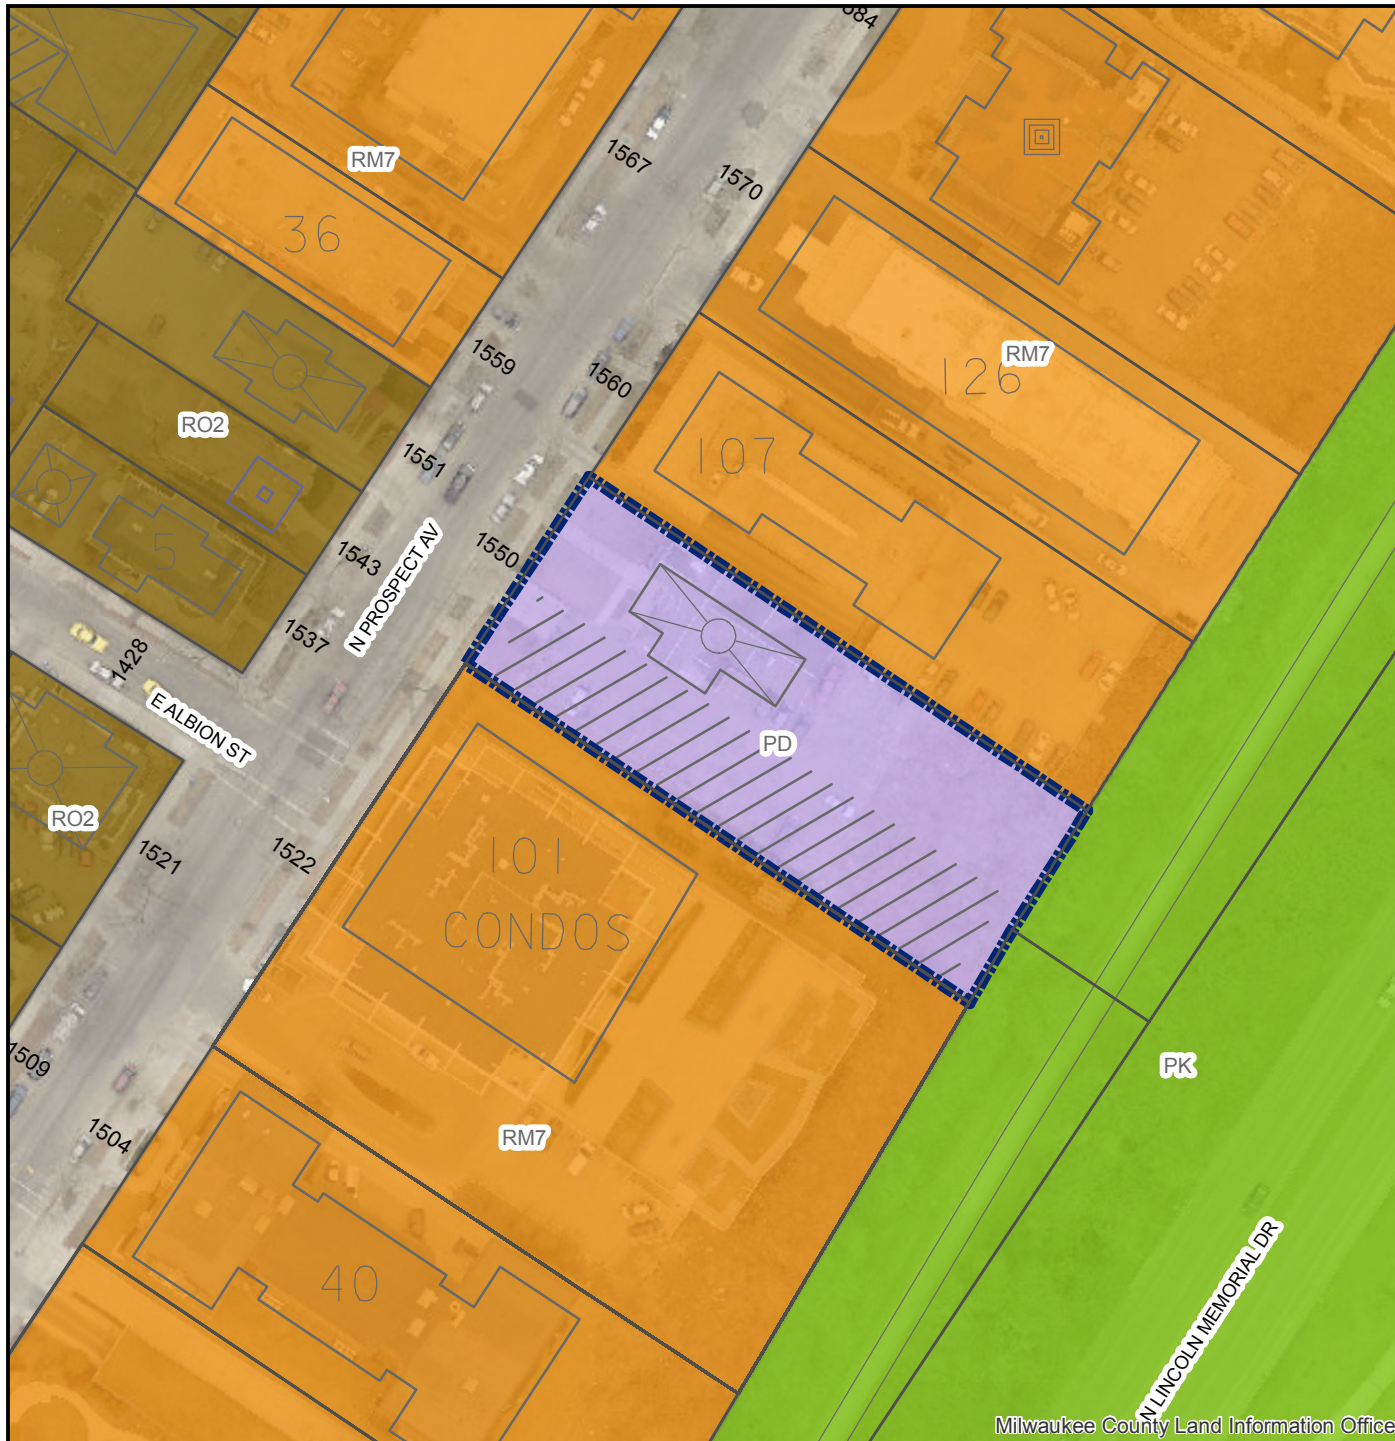 684
RM7
1567
1570
36
RM7
126
1559
1560
RO2
107
1551
5
1550
1543
N PROSPECT AV
1537
1428
E ALBION ST
PD
RO2
1521
1522
101
CONDOS
1509
PK
1504
RM7
40
N LINCOLN MEMORIAL DR
Milwaukee County Land Information Office